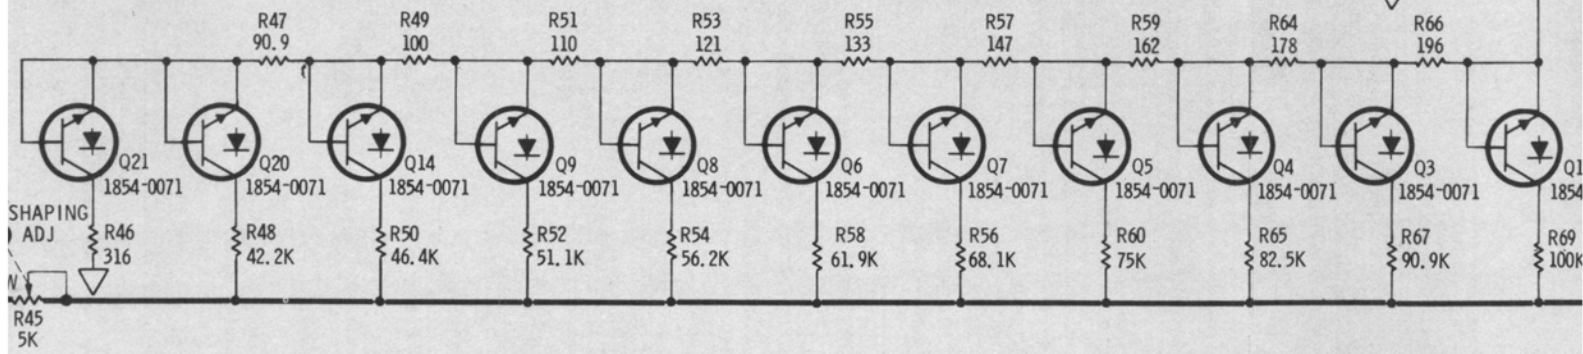 R47
90.9
R49
100
R51
110
R53
121
R55
133
R57
147
R59
162
R64
178
R66
196
Q21
1854-0071
Q20
1854-0071
Q14
1854-0071
Q9
1854-0071
Q8
1854-0071
Q6
1854-0071
Q7
1854-0071
Q5
1854-0071
Q4
1854-0071
Q3
1854-0071
Q1
1854
SHAPING
ADJ
R46
316
R48
42.2K
R50
46.4K
R52
51.1K
R54
56.2K
R58
61.9K
R56
68.1K
R60
75K
R65
82.5K
R67
90.9K
R69
100K
R45
5K